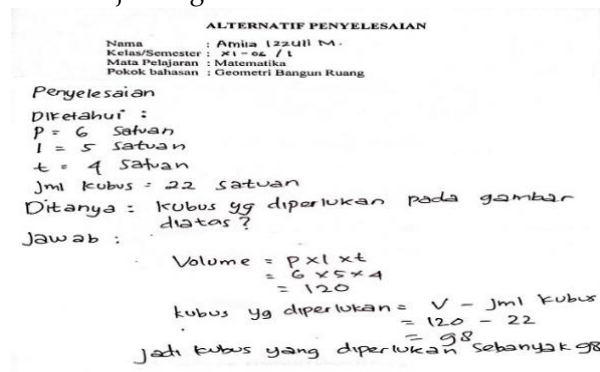 ALTERNATIF PENYELESAIAN
Nama : Amila Izzuli M.
Kelas/Semester : XI-06 / 1
Mata Pelajaran : Matematika
Pokok bahasan : Geometri Bangun Ruang
Penyelesaian
Diketahui :
P = 6 Satuan
l = 5 Satuan
t = 4 Satuan
Jml kubus = 22 satuan
Ditanya : kubus yg diperlukan pada gambar
diatas?
Jawab :
Volume = P x l x t
= 6 x 5 x 4
= 120
kubus yg diperlukan = V - Jml kubus
= 120 - 22
= 98
Jadi kubus yang diperlukan sebanyak 98